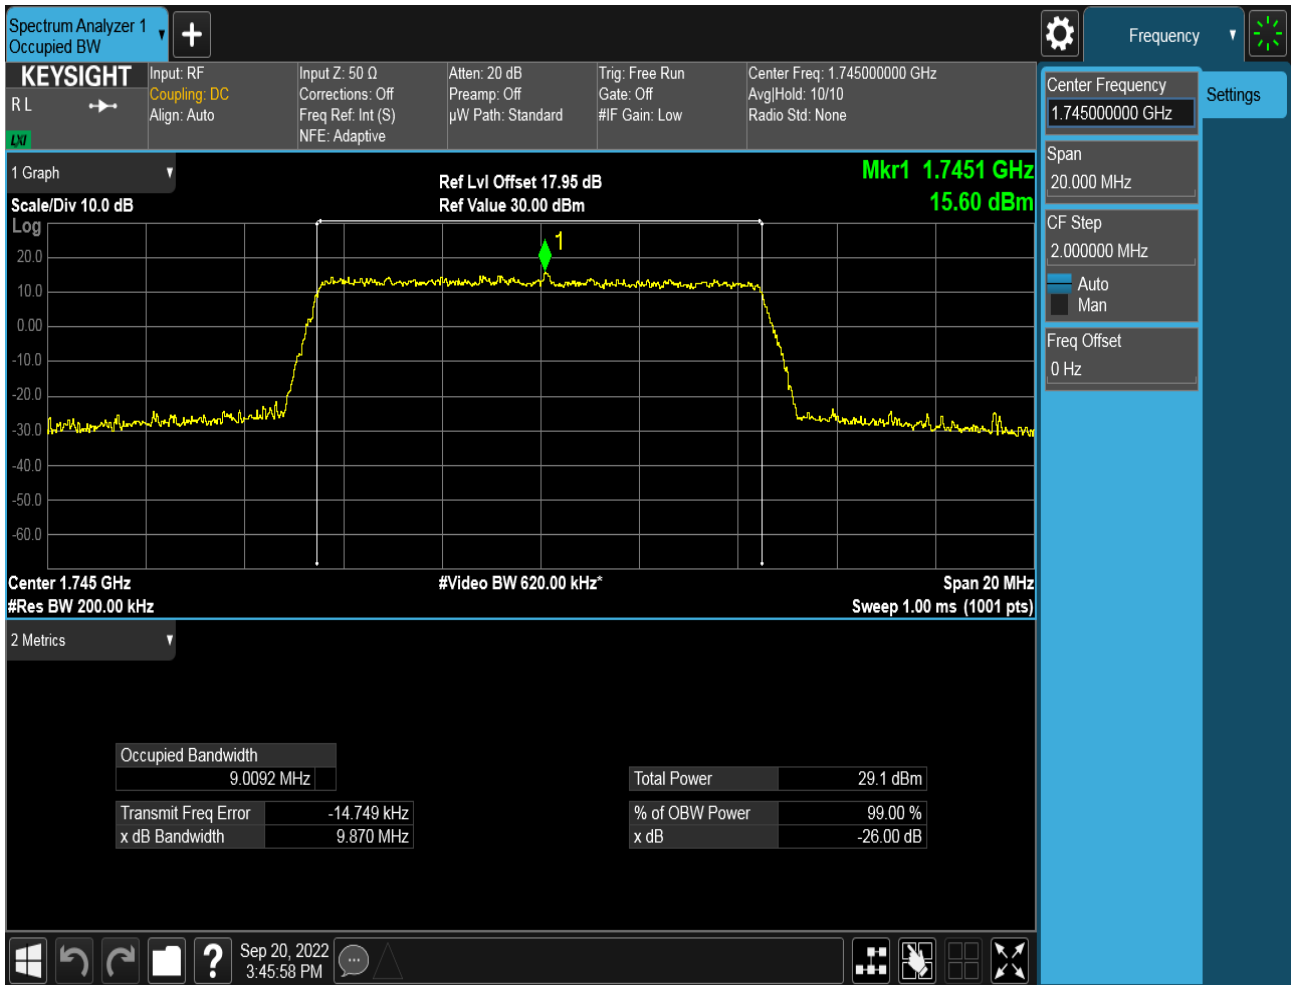 Spectrum Analyzer 1
Occupied BW
Frequency
KEYSIGHT
R L
LXI
Input: RF
Coupling: DC
Align: Auto
Input Z: 50 Ω
Corrections: Off
Freq Ref: Int (S)
NFE: Adaptive
Atten: 20 dB
Preamp: Off
µW Path: Standard
Trig: Free Run
Gate: Off
#IF Gain: Low
Center Freq: 1.745000000 GHz
Avg|Hold: 10/10
Radio Std: None
Center Frequency
1.745000000 GHz
Settings
Span
20.000 MHz
CF Step
2.000000 MHz
Auto
Man
Freq Offset
0 Hz
1 Graph
Scale/Div 10.0 dB
Ref Lvl Offset 17.95 dB
Ref Value 30.00 dBm
Mkr1 1.7451 GHz
15.60 dBm
Log
1
20.0
10.0
0.00
-10.0
-20.0
-30.0
-40.0
-50.0
-60.0
Center 1.745 GHz
#Video BW 620.00 kHz*
Span 20 MHz
#Res BW 200.00 kHz
Sweep 1.00 ms (1001 pts)
2 Metrics
Occupied Bandwidth
9.0092 MHz
Total Power 29.1 dBm
Transmit Freq Error -14.749 kHz
% of OBW Power 99.00 %
x dB Bandwidth 9.870 MHz
x dB -26.00 dB
Sep 20, 2022
3:45:58 PM